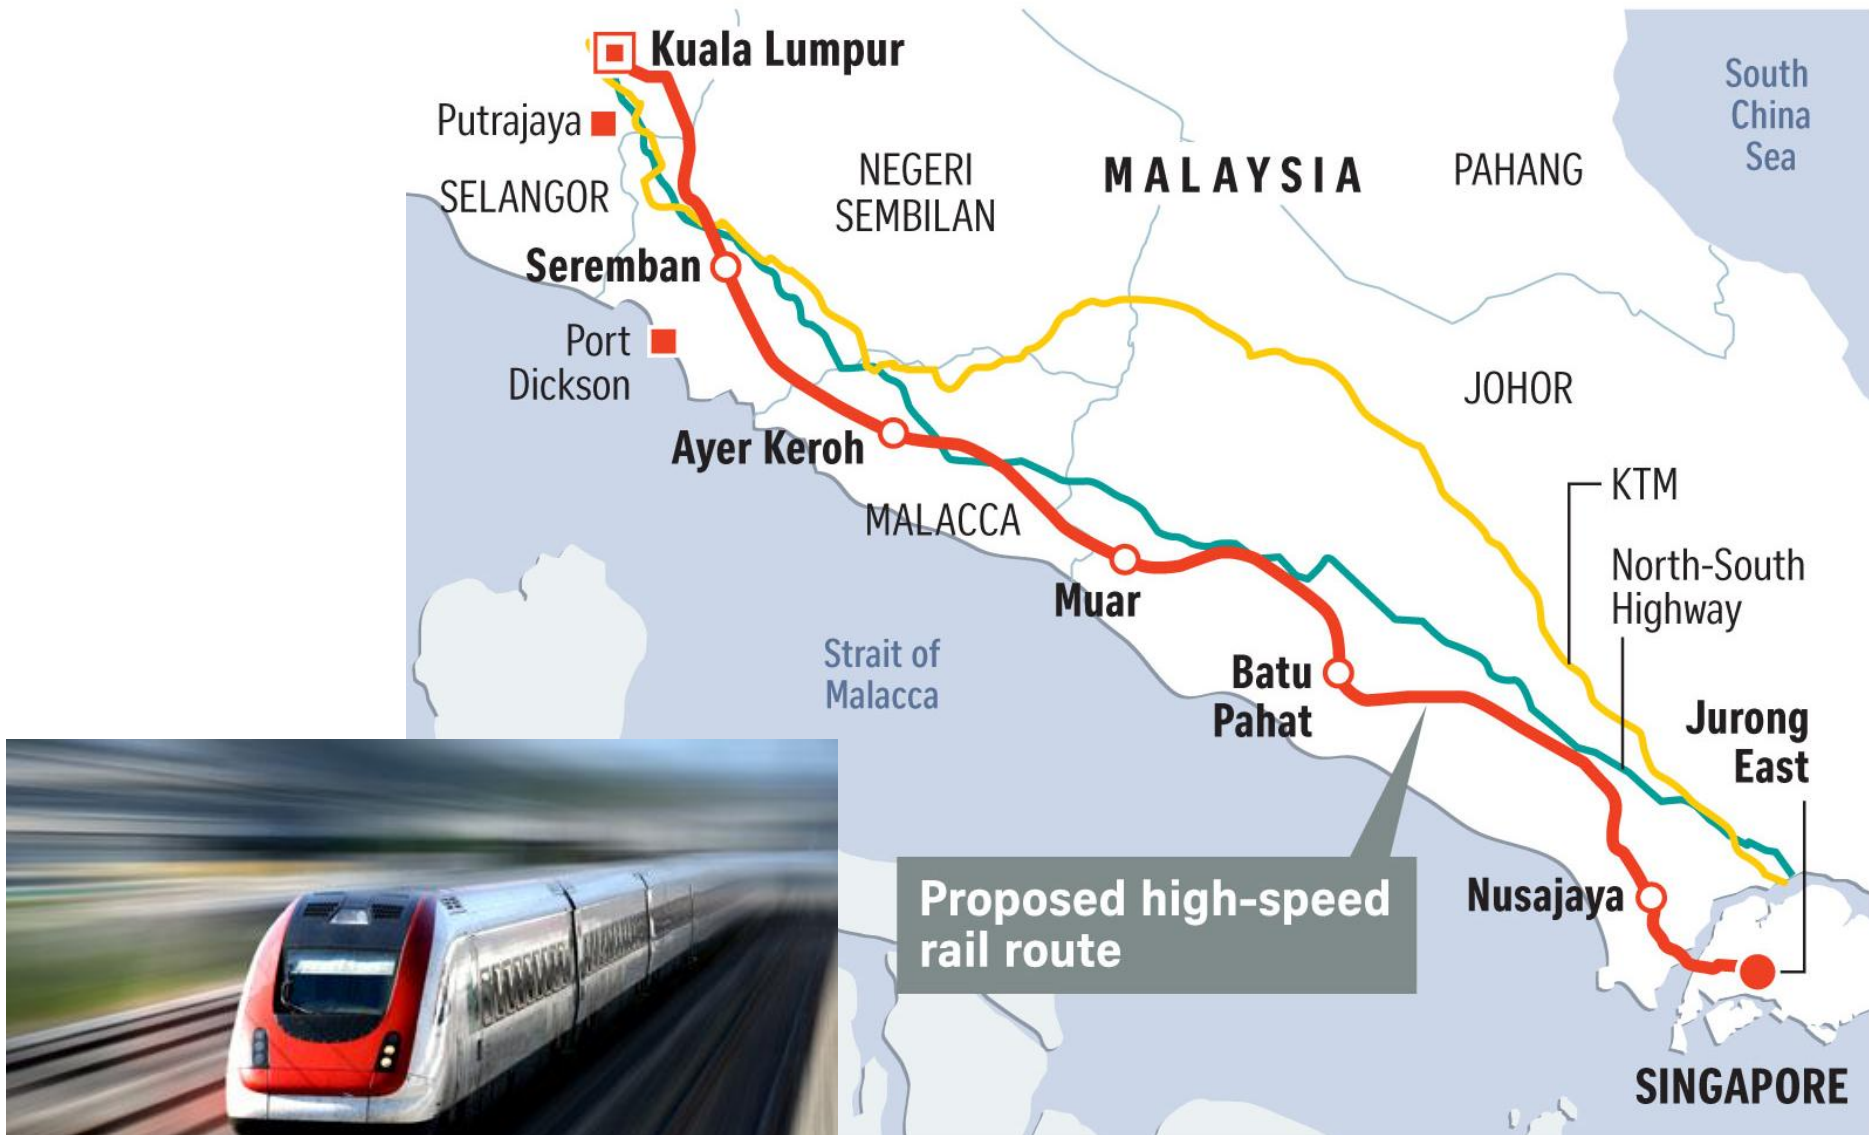 Kuala Lumpur
Putrajaya
SELANGOR
NEGERI
SEMBILAN
MALAYSIA
PAHANG
South
China
Sea
Seremban
Port
Dickson
JOHOR
Ayer Keroh
MALACCA
KTM
North-South
Highway
Muar
Strait of
Malacca
Batu
Pahat
Jurong
East
Proposed high-speed
rail route
Nusajaya
SINGAPORE